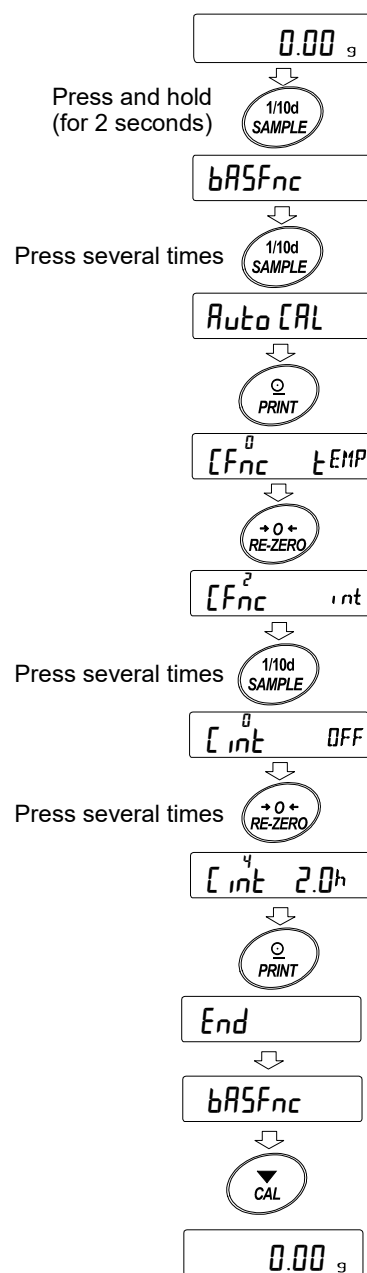 0.00 g
Press and hold
(for 2 seconds)
1/10d
SAMPLE
bASFnc
Press several times
1/10d
SAMPLE
Auto CAL
PRINT
CFnc 0 tEMP
→0←
RE-ZERO
CFnc 2 int
Press several times
1/10d
SAMPLE
C int 0 OFF
Press several times
→0←
RE-ZERO
C int 4 2.0h
PRINT
End
bASFnc
CAL
0.00 g